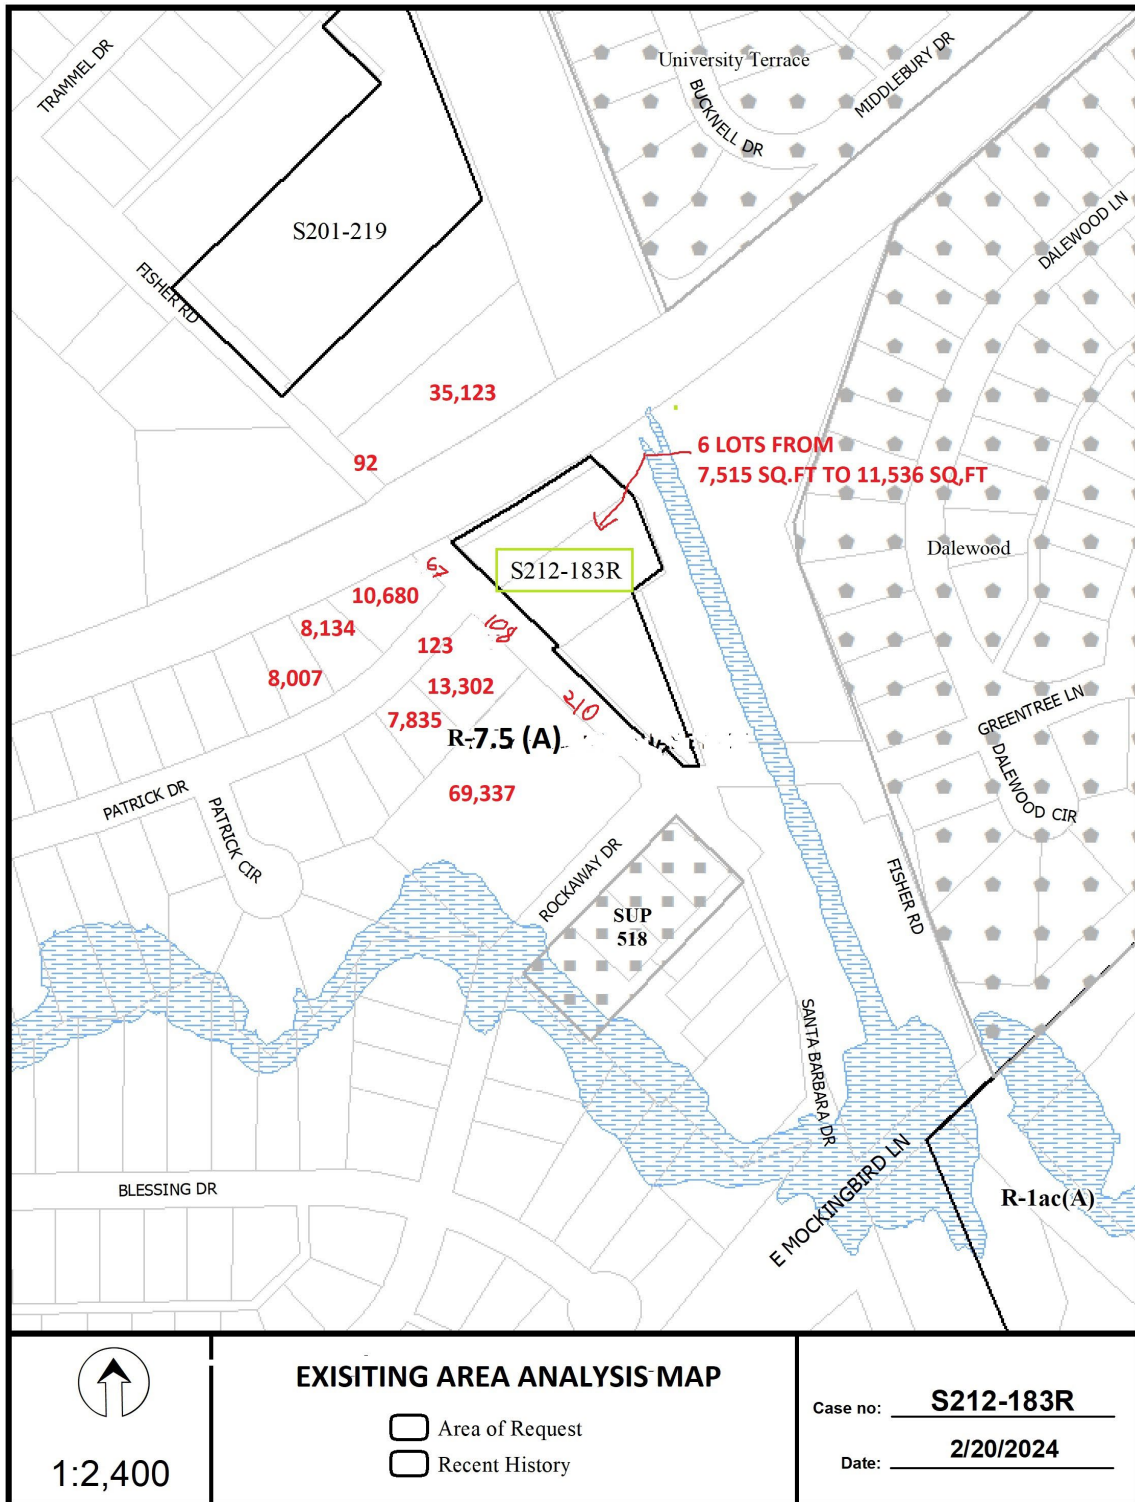 University Terrace
MIDDLEBURY DR
TRAMMEL DR
BUCKNELL DR
S201-219
DALEWOOD LN
FISHER RD
35,123
92
6 LOTS FROM
7,515 SQ.FT TO 11,536 SQ,FT
Dalewood
67
S212-183R
10,680
8,134
108
123
8,007
13,302
210
7,835
R-7.5 (A)
GREENTREE LN
69,337
DALEWOOD CIR
PATRICK DR
PATRICK CIR
ROCKAWAY DR
FISHER RD
SUP
518
SANTA BARBARA DR
E MOCKINGBIRD LN
BLESSING DR
R-1ac(A)
1:2,400
EXISITING AREA ANALYSIS MAP
Area of Request
Recent History
Case no: S212-183R
Date: 2/20/2024